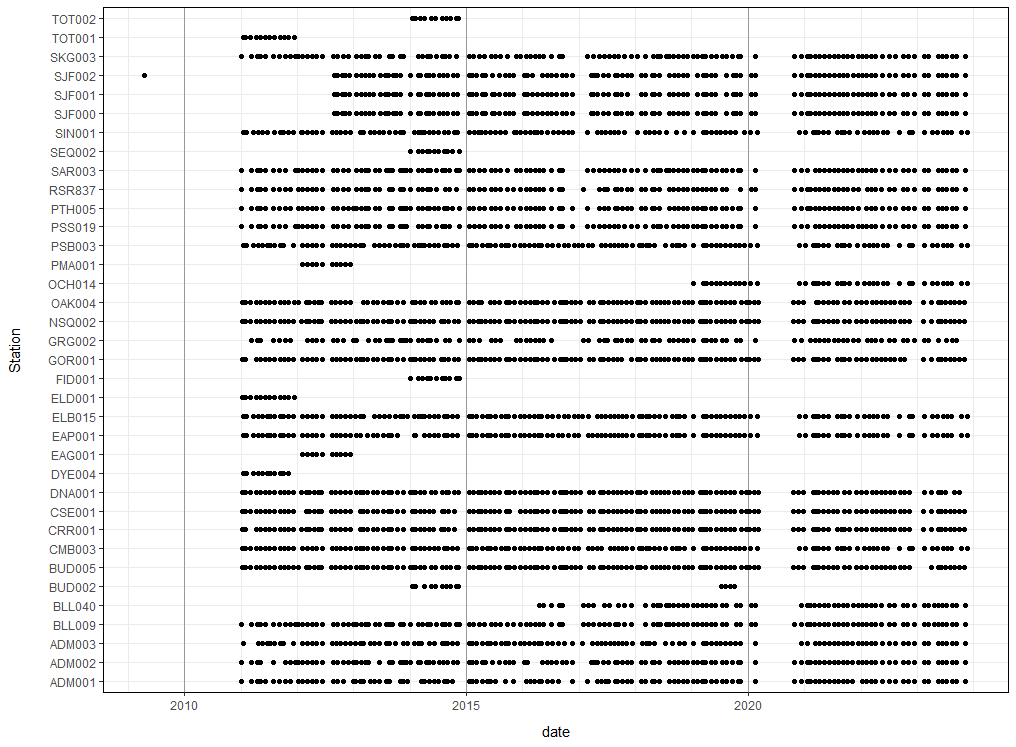 TOT002
TOT001
SKG003
SJF002
SJF001
SJF000
SIN001
SEQ002
SAR003
RSR837
PTH005
PSS019
PSB003
PMA001
OCH014
OAK004
NSQ002
GRG002
GOR001
FID001
ELD001
ELB015
EAP001
EAG001
DYE004
DNA001
CSE001
CRR001
CMB003
BUD005
BUD002
BLL040
BLL009
ADM003
ADM002
ADM001
Station
2010 2015 2020
date